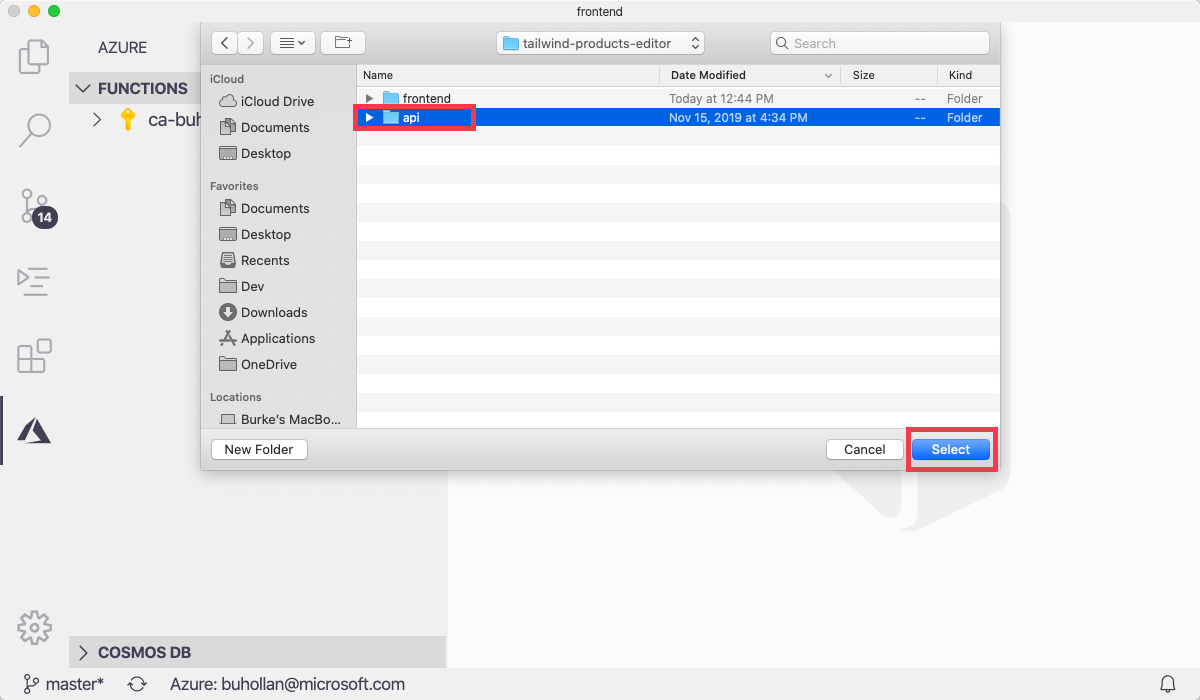 frontend
AZURE
FUNCTIONS
ca-buh
14
COSMOS DB
tailwind-products-editor
Search
iCloud
iCloud Drive
Documents
Desktop
Favorites
Documents
Desktop
Recents
Dev
Downloads
Applications
OneDrive
Locations
Burke's MacBo...
Name Date Modified Size Kind
frontend Today at 12:44 PM -- Folder
api Nov 15, 2019 at 4:34 PM -- Folder
New Folder Cancel Select
master* Azure: buhollan@microsoft.com